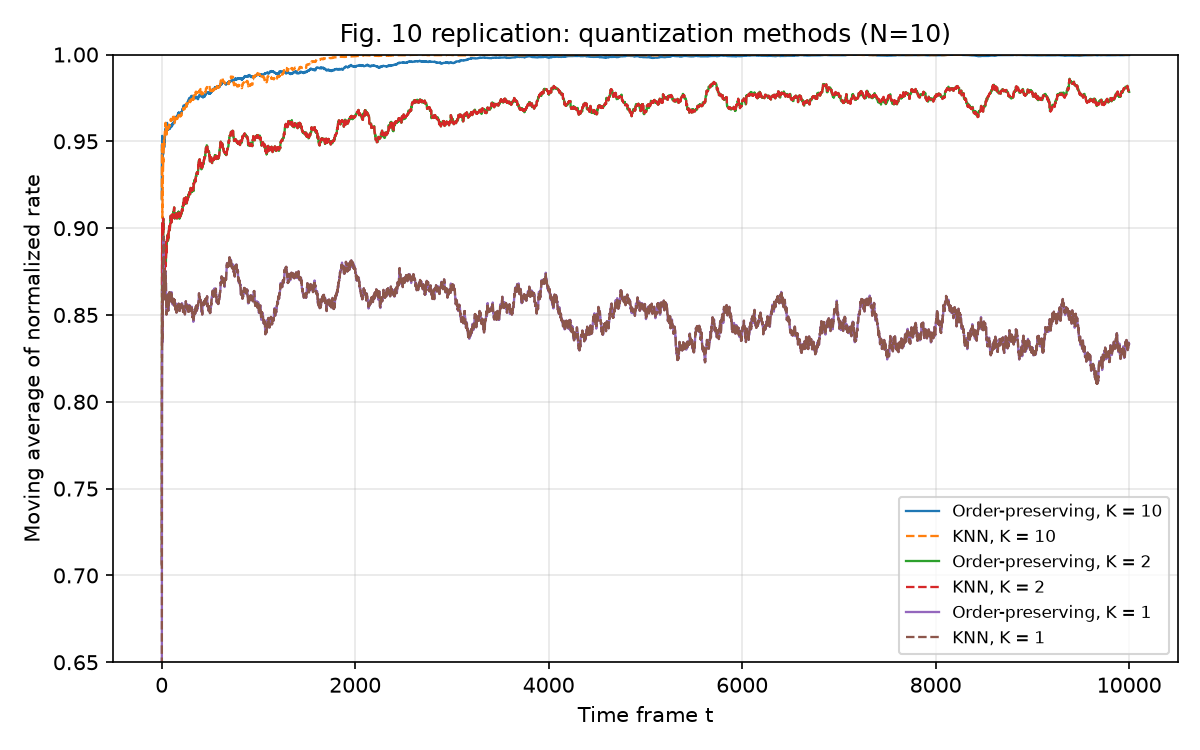 Fig. 10 replication: quantization methods (N=10)
Moving average of normalized rate
1.00
0.95
0.90
0.85
0.80
0.75
0.70
0.65
Order-preserving, K = 10
KNN, K = 10
Order-preserving, K = 2
KNN, K = 2
Order-preserving, K = 1
KNN, K = 1
0 2000 4000 6000 8000 10000
Time frame t